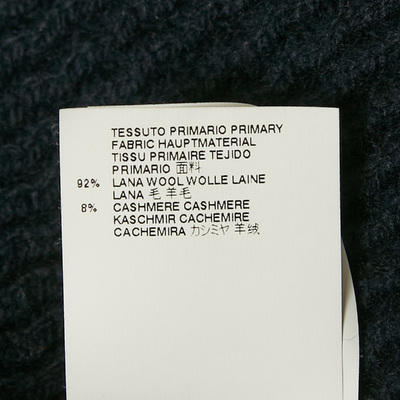 TESSUTO PRIMARIO PRIMARY
FABRIC HAUPTMATERIAL
TISSU PRIMAIRE TEJIDO
PRIMARIO 面料
92% LANA WOOL WOLLE LAINE
LANA 毛 羊毛
8% CASHMERE CASHMERE
KASCHMIR CACHEMIRE
CACHEMIRA カシミヤ 羊绒